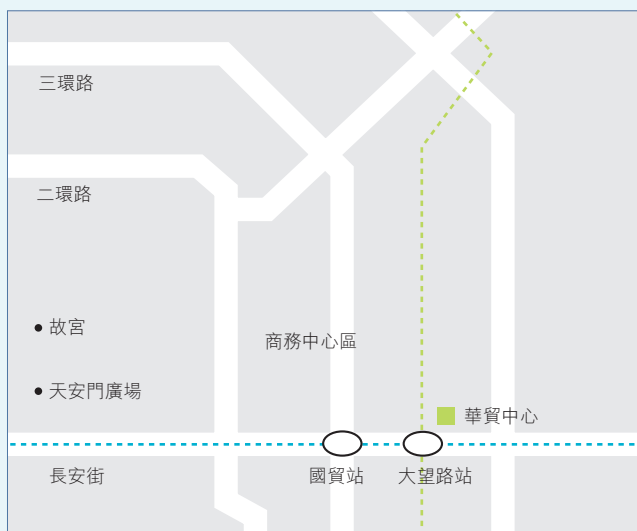 三環路
二環路
故宮
商務中心區
天安門廣場
華貿中心
長安街
國貿站
大望路站